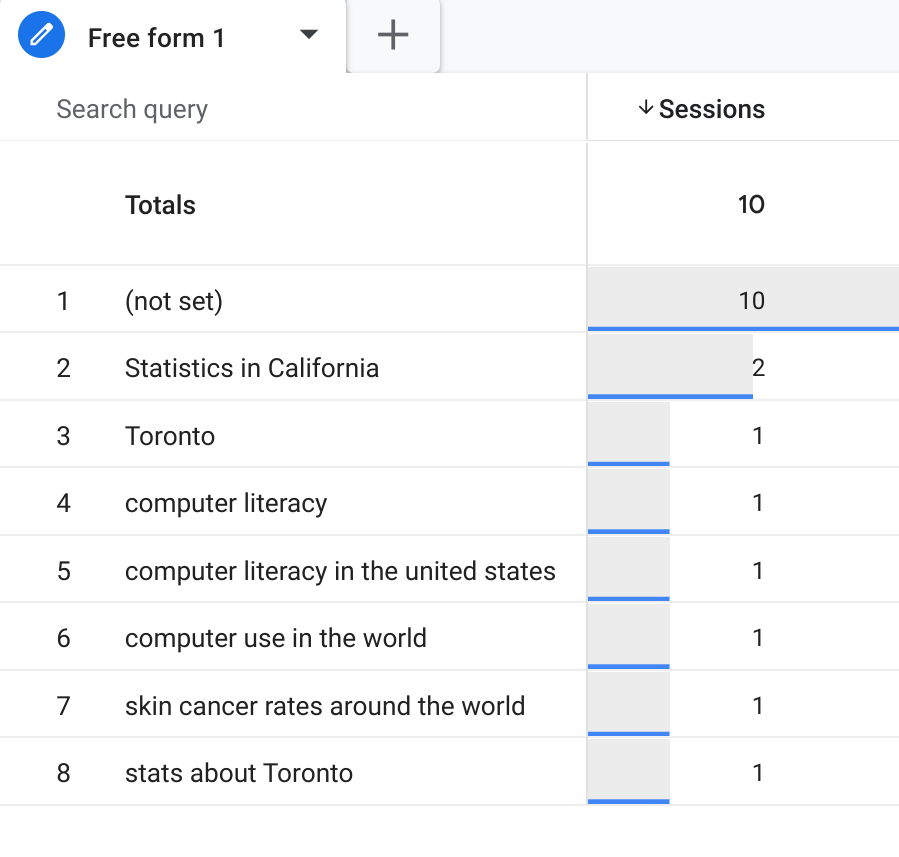 Free form 1
Search query Sessions
Totals 10
1 (not set) 10
2 Statistics in California 2
3 Toronto 1
4 computer literacy 1
5 computer literacy in the united states 1
6 computer use in the world 1
7 skin cancer rates around the world 1
8 stats about Toronto 1